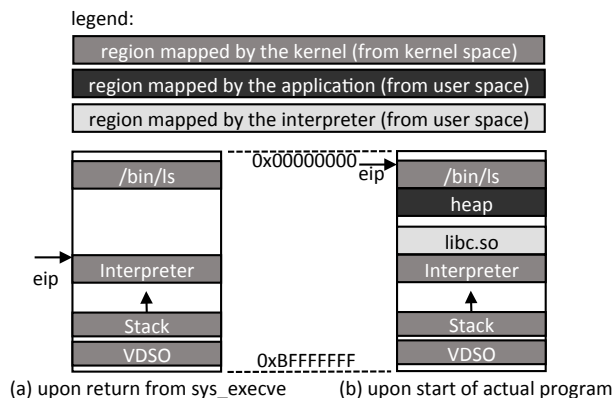 legend:
region mapped by the kernel (from kernel space)
region mapped by the application (from user space)
region mapped by the interpreter (from user space)
0x00000000
eip
/bin/ls
/bin/ls
heap
libc.so
eip
Interpreter
Interpreter
Stack
Stack
VDSO
0xBFFFFFFF
VDSO
(a) upon return from sys_execve
(b) upon start of actual program